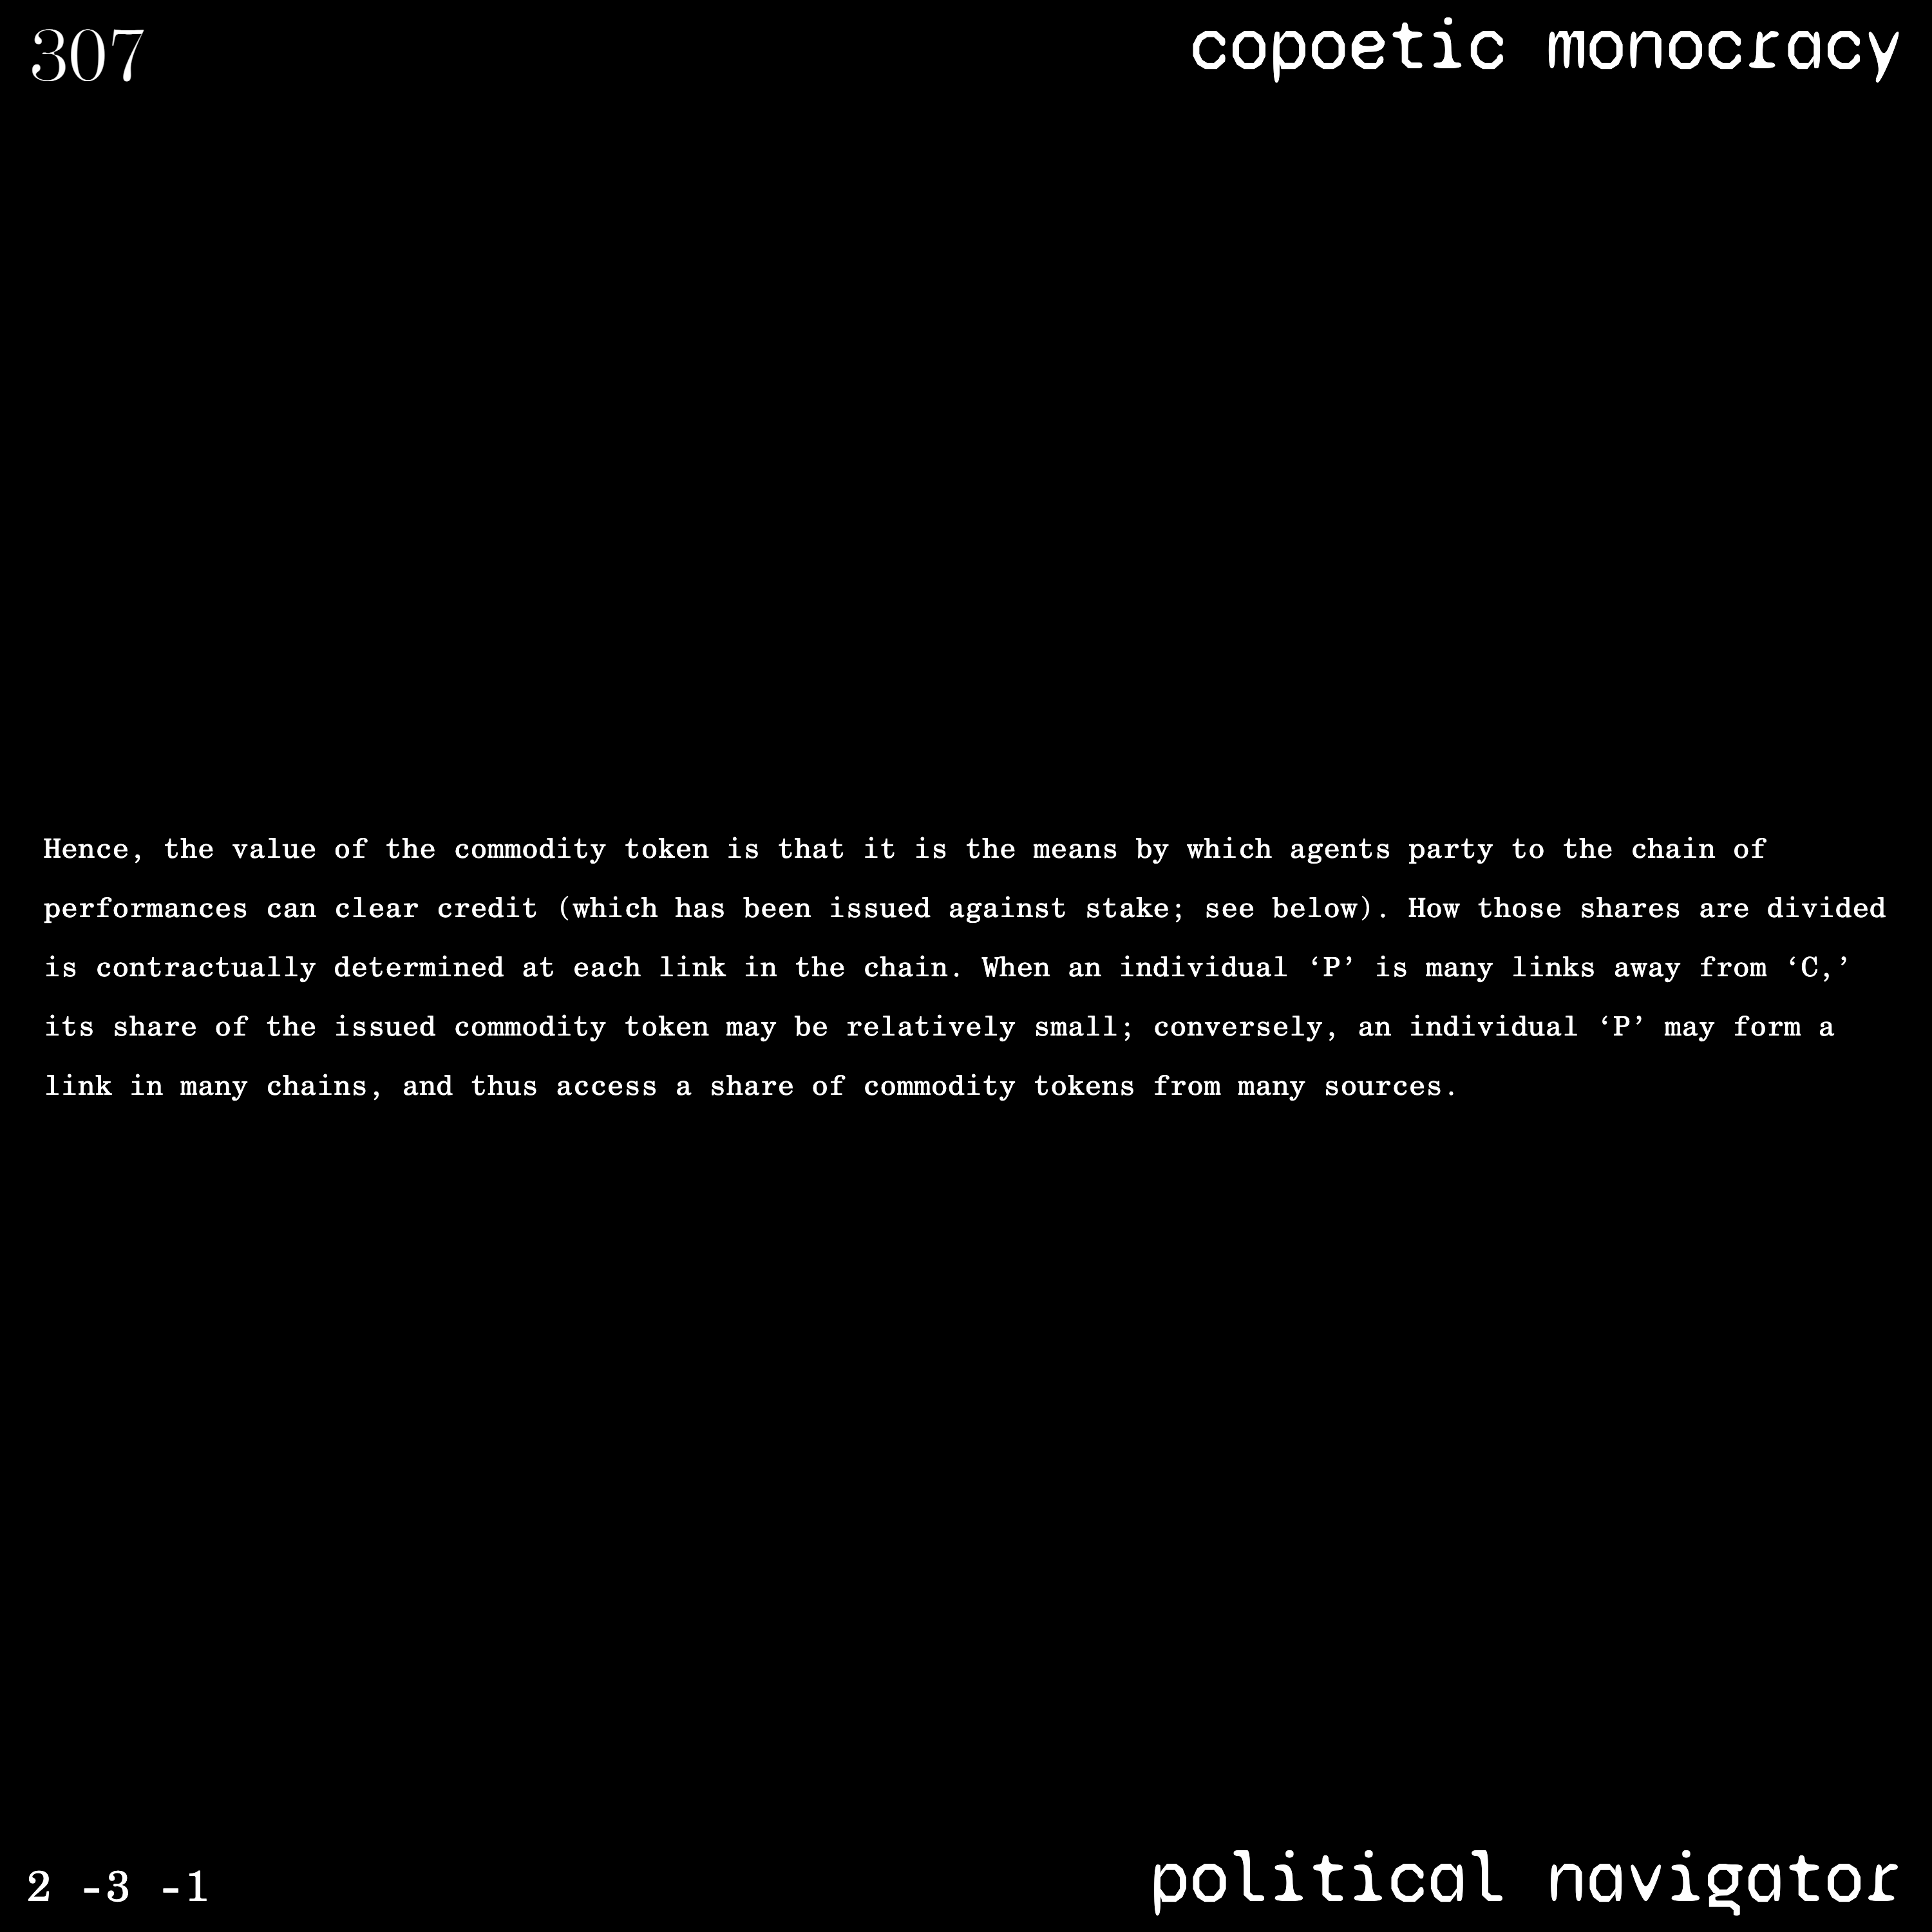 307
copoetic monocracy
Hence, the value of the commodity token is that it is the means by which agents party to the chain of
performances can clear credit (which has been issued against stake; see below). How those shares are divided
is contractually determined at each link in the chain. When an individual ‘P’ is many links away from ‘C,’
its share of the issued commodity token may be relatively small; conversely, an individual ‘P’ may form a
link in many chains, and thus access a share of commodity tokens from many sources.
2 -3 -1
political navigator